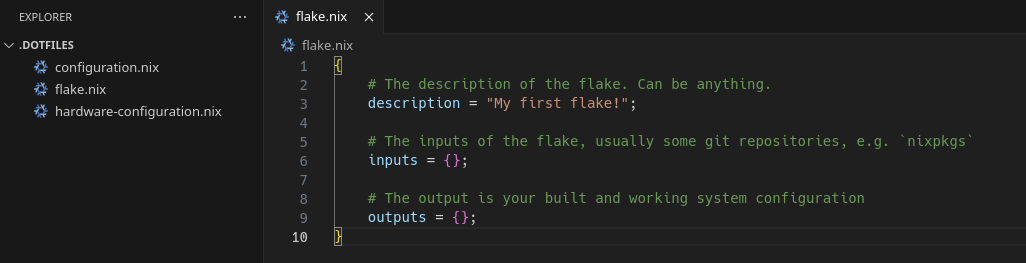 EXPLORER
.DOTFILES
configuration.nix
flake.nix
hardware-configuration.nix
flake.nix
flake.nix
1 {
2 # The description of the flake. Can be anything.
3 description = "My first flake!";
4
5 # The inputs of the flake, usually some git repositories, e.g. `nixpkgs`
6 inputs = {};
7
8 # The output is your built and working system configuration
9 outputs = {};
10 }